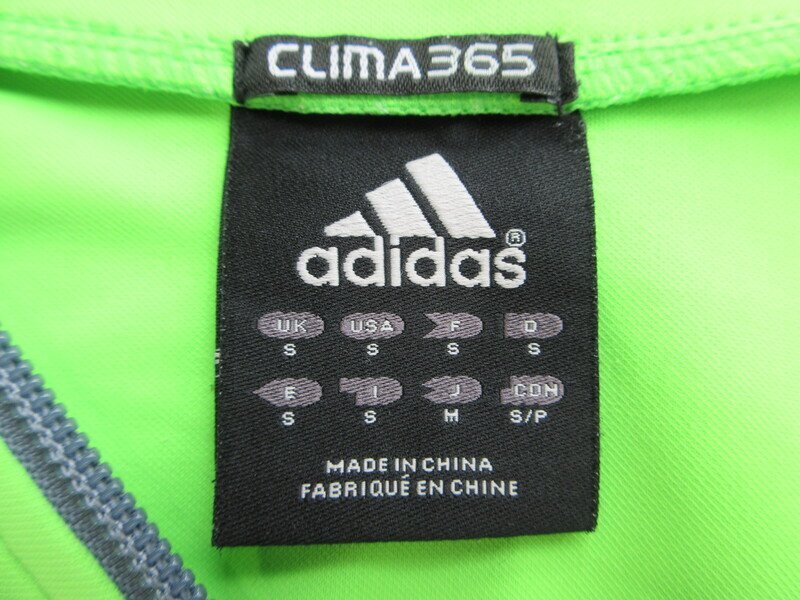 CLIMA365
adidas®
UK USA F D
S S S S
E I J CDN
S S M S/P
MADE IN CHINA
FABRIQUÉ EN CHINE